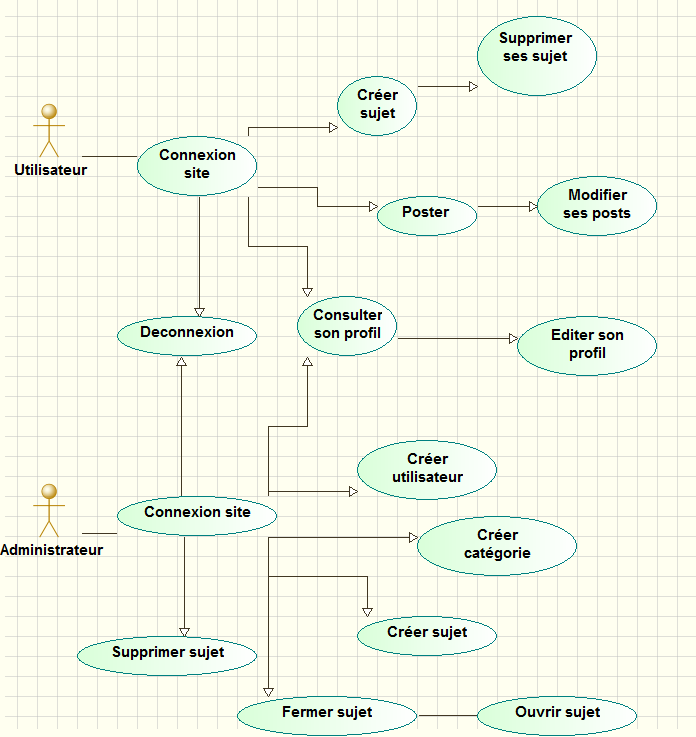 Supprimer
ses sujet
Créer
sujet
Utilisateur
Connexion
site
Poster
Modifier
ses posts
Deconnexion
Consulter
son profil
Editer son
profil
Créer
utilisateur
Connexion site
Administrateur
Créer
catégorie
Créer sujet
Supprimer sujet
Fermer sujet
Ouvrir sujet